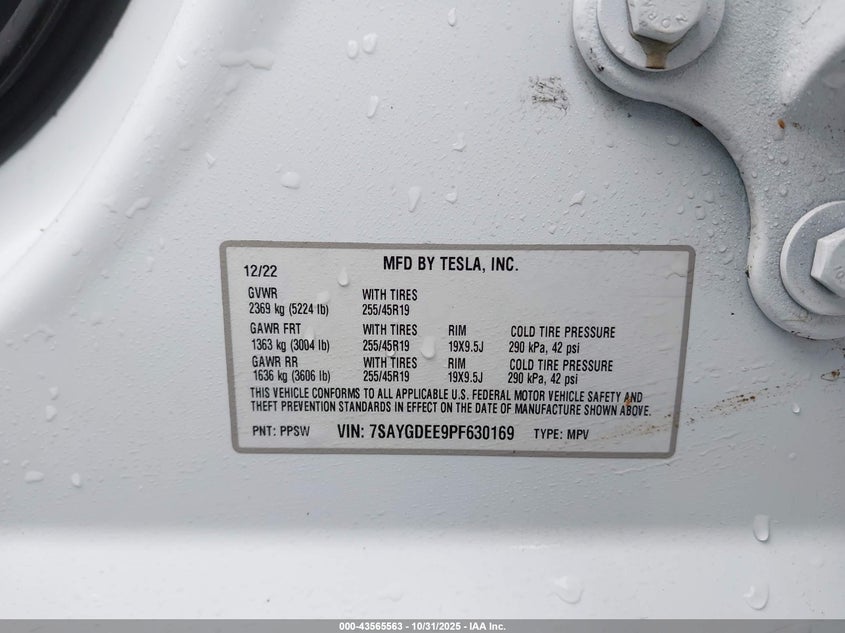 MFD BY TESLA, INC.
12/22
GVWR WITH TIRES
2369 kg (5224 lb) 255/45R19
GAWR FRT WITH TIRES RIM COLD TIRE PRESSURE
1363 kg (3004 lb) 255/45R19 19X9.5J 290 kPa, 42 psi
GAWR RR WITH TIRES RIM COLD TIRE PRESSURE
1636 kg (3606 lb) 255/45R19 19X9.5J 290 kPa, 42 psi
THIS VEHICLE CONFORMS TO ALL APPLICABLE U.S. FEDERAL MOTOR VEHICLE SAFETY AND
THEFT PREVENTION STANDARDS IN EFFECT ON THE DATE OF MANUFACTURE SHOWN ABOVE.
PNT: PPSW VIN: 7SAYGDEE9PF630169 TYPE: MPV
000-43565563 - 10/31/2025 - IAA Inc.